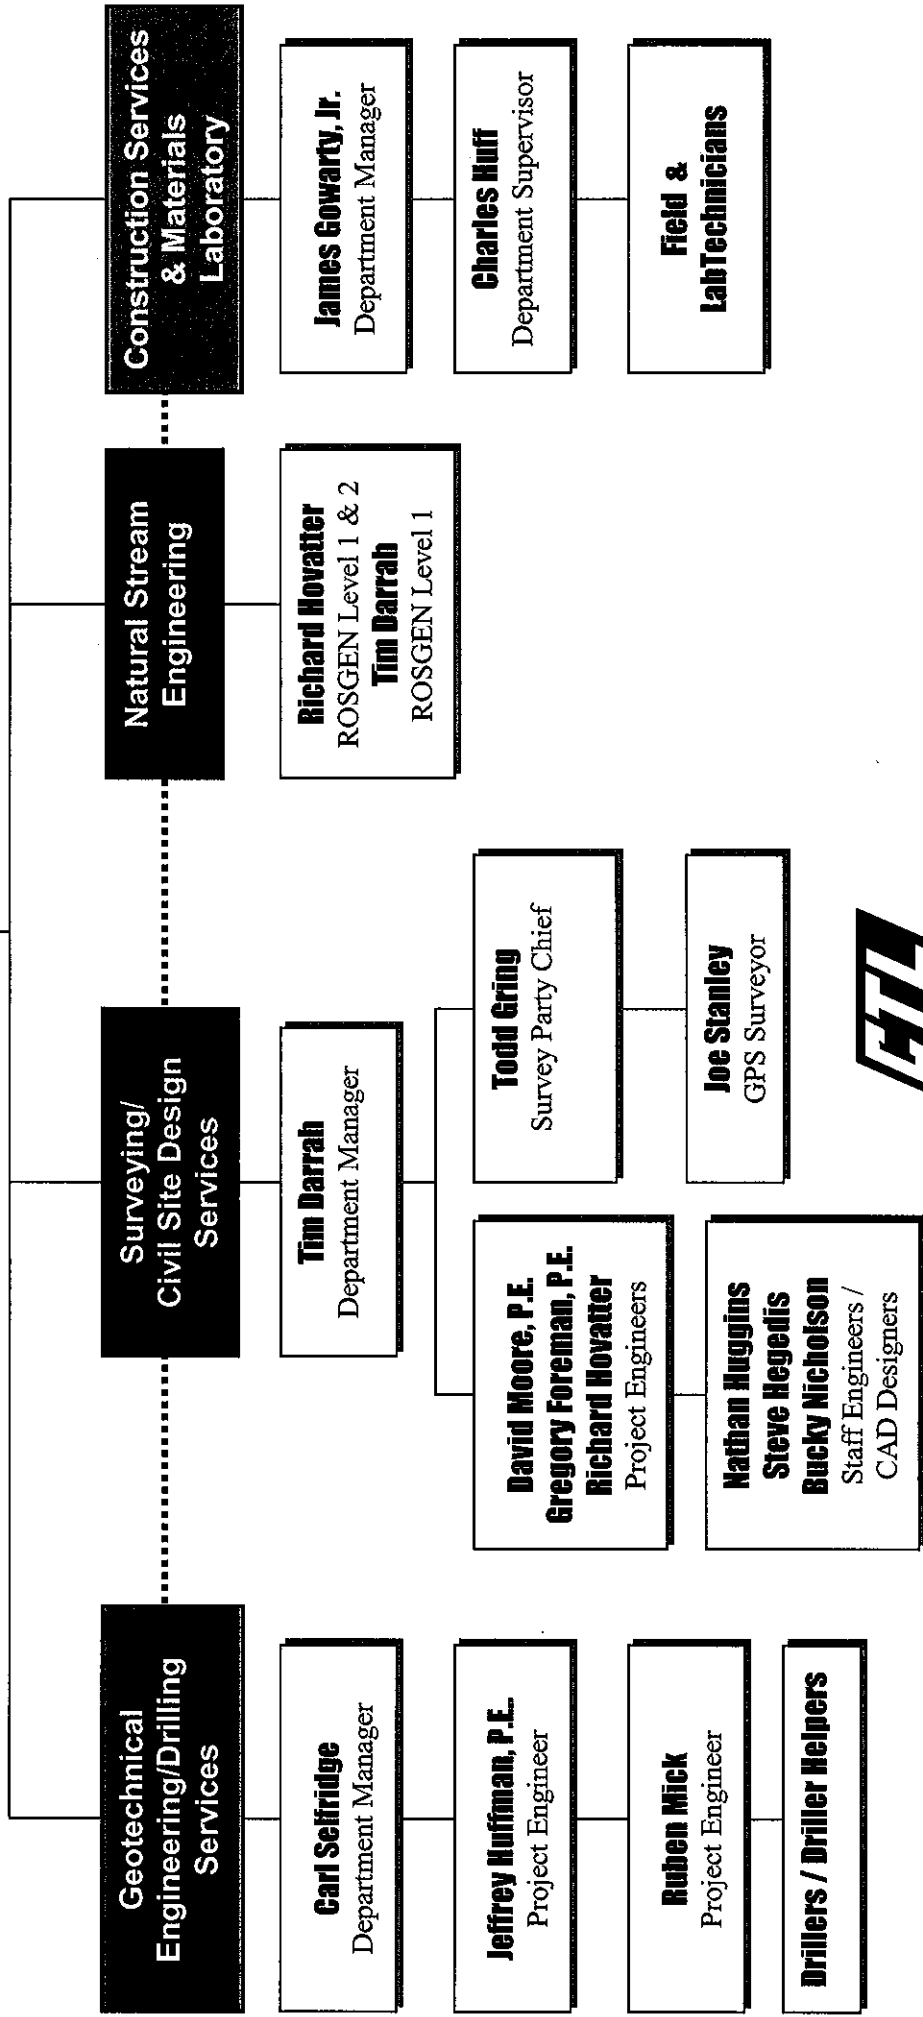 Geotechnical
Engineering/Drilling
Services
Carl Selfridge
Department Manager
Jeffrey Huffman, P.E.
Project Engineer
Ruben Mick
Project Engineer
Drillers / Driller Helpers
Surveying/
Civil Site Design
Services
Tim Darrah
Department Manager
David Moore, P.E.
Gregory Foreman, P.E.
Richard Hovatter
Project Engineers
Nathan Huggins
Steve Hegedis
Bucky Nicholson
Staff Engineers /
CAD Designers
Todd Gring
Survey Party Chief
Joe Stanley
GPS Surveyor
Natural Stream
Engineering
Richard Hovatter
ROSGEN Level 1 & 2
Tim Darrah
ROSGEN Level 1
Construction Services
& Materials
Laboratory
James Gowarty, Jr.
Department Manager
Charles Huff
Department Supervisor
Field &
LabTechnicians